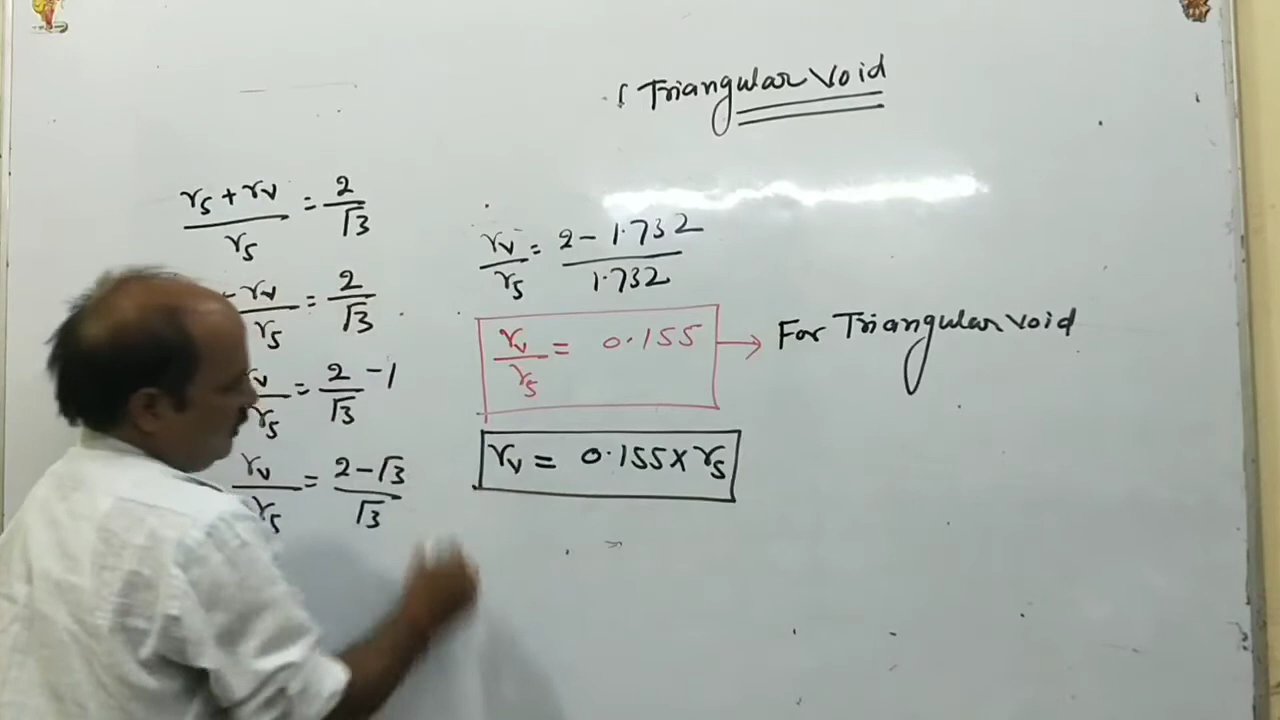 Triangular Void
rs + rv / rs = 2 / √3
rv / rs = 2 / √3
rv / rs = 2 / √3 - 1
rv / rs = 2 - √3 / √3
rv / rs = 2 - 1.732 / 1.732
rv / rs = 0.155 → For Triangular void
rv = 0.155 × rs